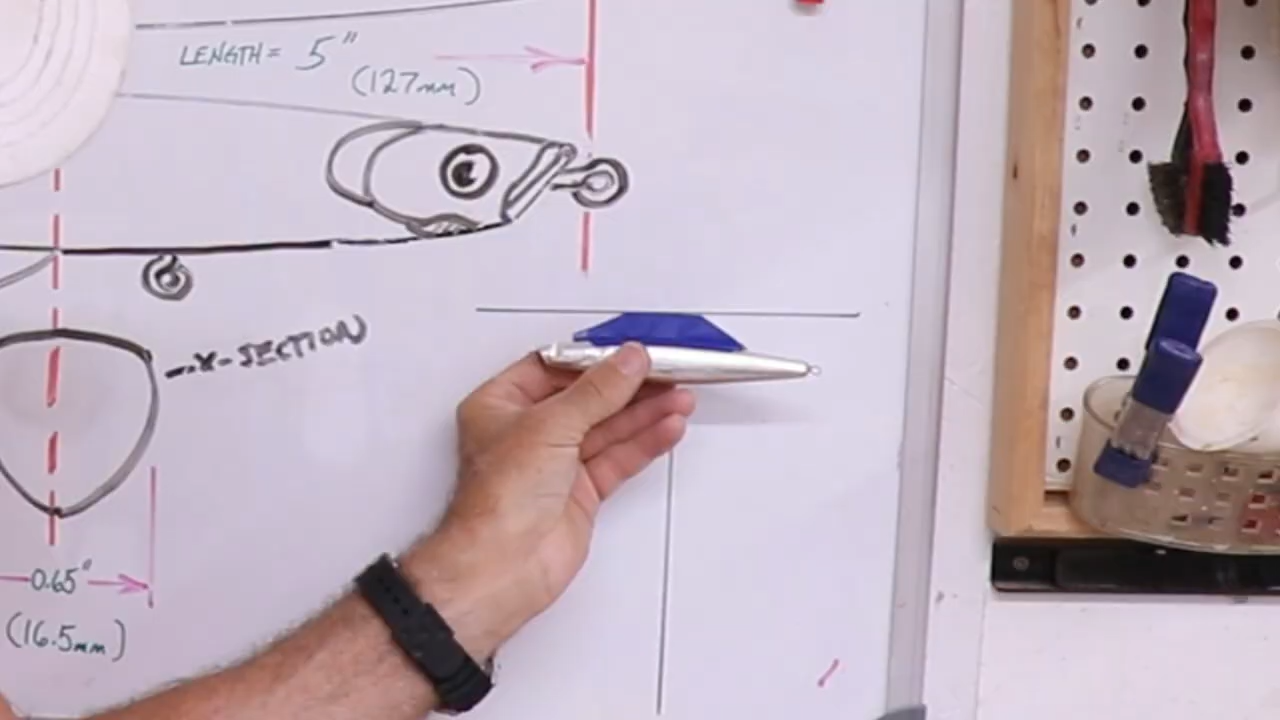 LENGTH = 5"
(127mm)
X-SECTION
0.65"
(16.5mm)